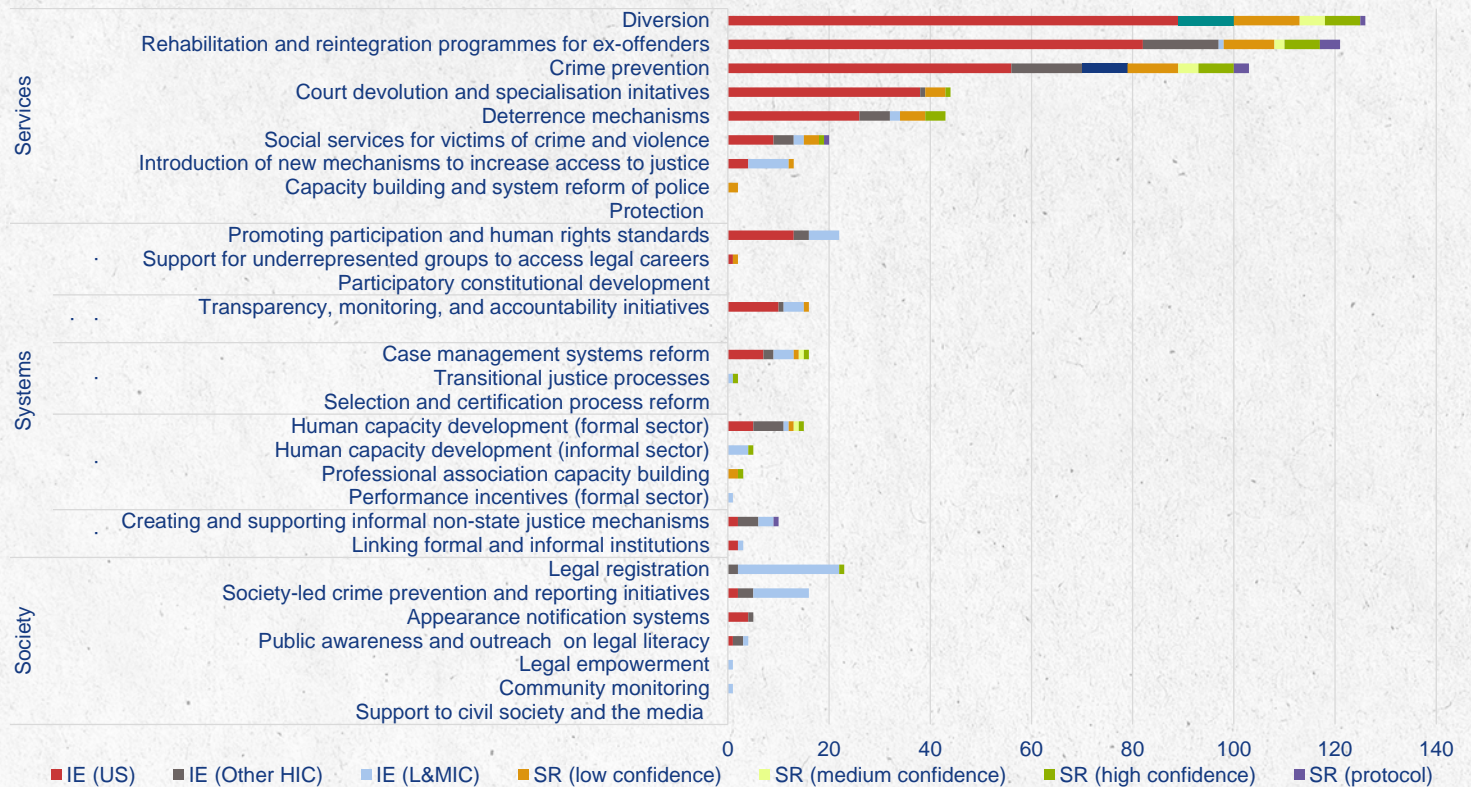 Services
Diversion
Rehabilitation and reintegration programmes for ex-offenders
Crime prevention
Court devolution and specialisation initatives
Deterrence mechanisms
Social services for victims of crime and violence
Introduction of new mechanisms to increase access to justice
Capacity building and system reform of police
Protection
Systems
Promoting participation and human rights standards
Support for underrepresented groups to access legal careers
Participatory constitutional development
Transparency, monitoring, and accountability initiatives
Case management systems reform
Transitional justice processes
Selection and certification process reform
Human capacity development (formal sector)
Human capacity development (informal sector)
Professional association capacity building
Performance incentives (formal sector)
Creating and supporting informal non-state justice mechanisms
Linking formal and informal institutions
Society
Legal registration
Society-led crime prevention and reporting initiatives
Appearance notification systems
Public awareness and outreach on legal literacy
Legal empowerment
Community monitoring
Support to civil society and the media
0 20 40 60 80 100 120 140
IE (US) IE (Other HIC) IE (L&MIC) SR (low confidence) SR (medium confidence) SR (high confidence) SR (protocol)